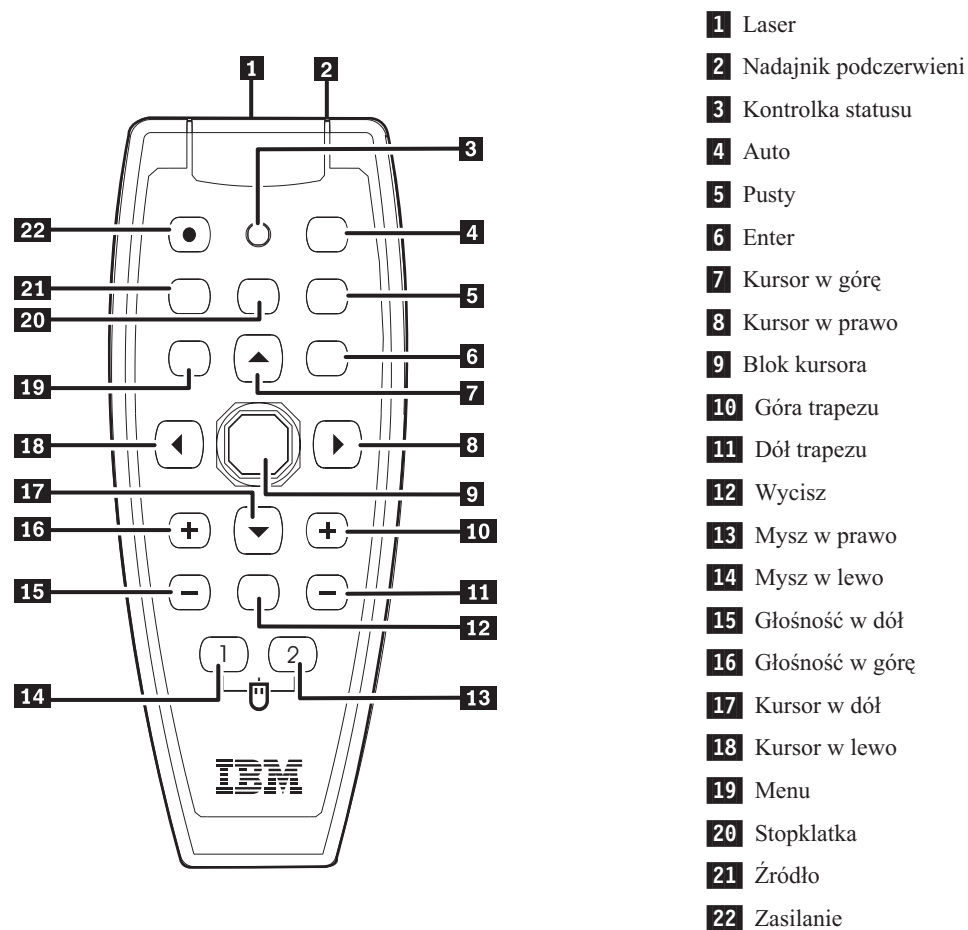 1 2
3
22 4
21 5
20
6
19 7
18 8
17 9
16 10
15 11
12
1 2
14 13
IBM
1 Laser
2 Nadajnik podczerwieni
3 Kontrolka statusu
4 Auto
5 Pusty
6 Enter
7 Kursor w górę
8 Kursor w prawo
9 Blok kursora
10 Góra trapezu
11 Dół trapezu
12 Wycisz
13 Mysz w prawo
14 Mysz w lewo
15 Głośność w dół
16 Głośność w górę
17 Kursor w dół
18 Kursor w lewo
19 Menu
20 Stopklatka
21 Źródło
22 Zasilanie